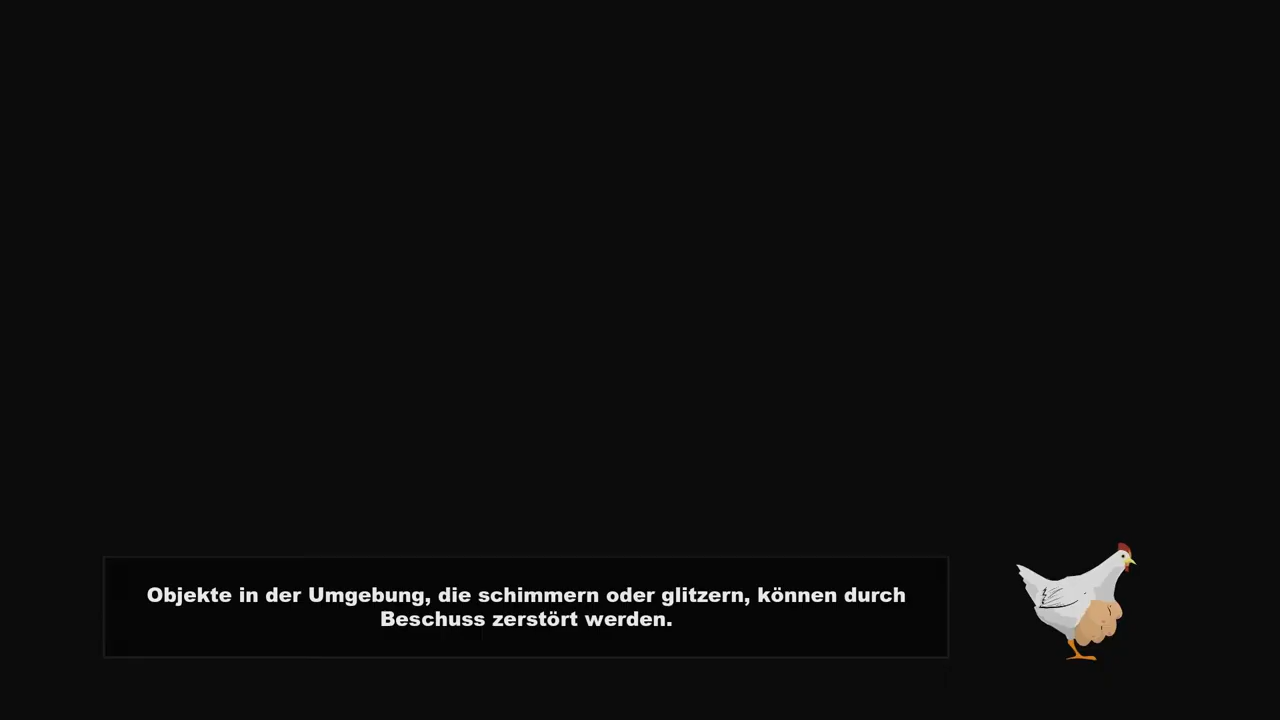 Objekte in der Umgebung, die schimmern oder glitzern, können durch
Beschuss zerstört werden.